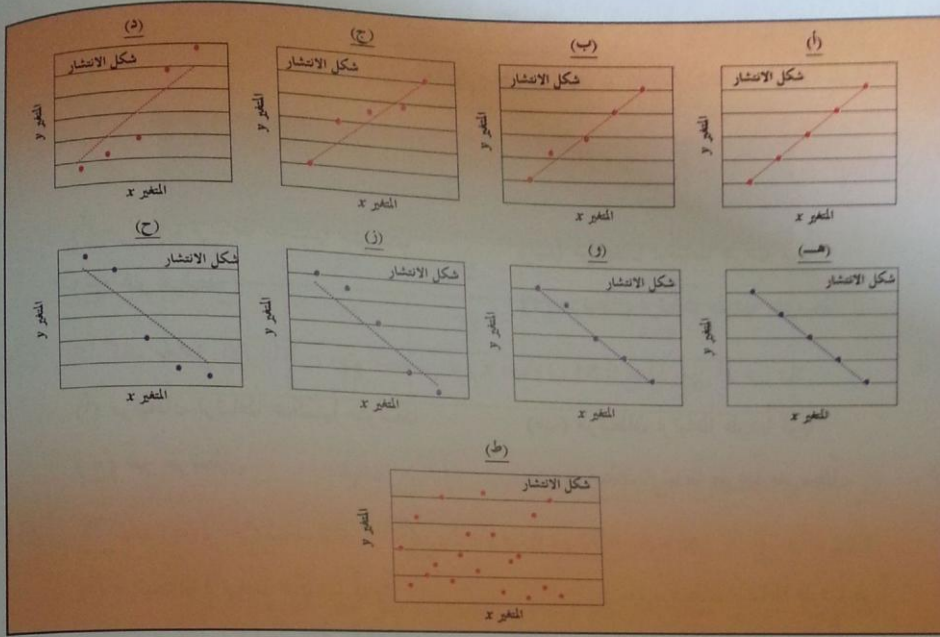 (أ)
شكل الانتشار
المتغير y
المتغير x
(ب)
شكل الانتشار
المتغير y
المتغير x
(ج)
شكل الانتشار
المتغير y
المتغير x
(د)
شكل الانتشار
المتغير y
المتغير x
(هـ)
شكل الانتشار
المتغير y
المتغير x
(و)
شكل الانتشار
المتغير y
المتغير x
(ز)
شكل الانتشار
المتغير y
المتغير x
(ح)
شكل الانتشار
المتغير y
المتغير x
(ط)
شكل الانتشار
المتغير y
المتغير x